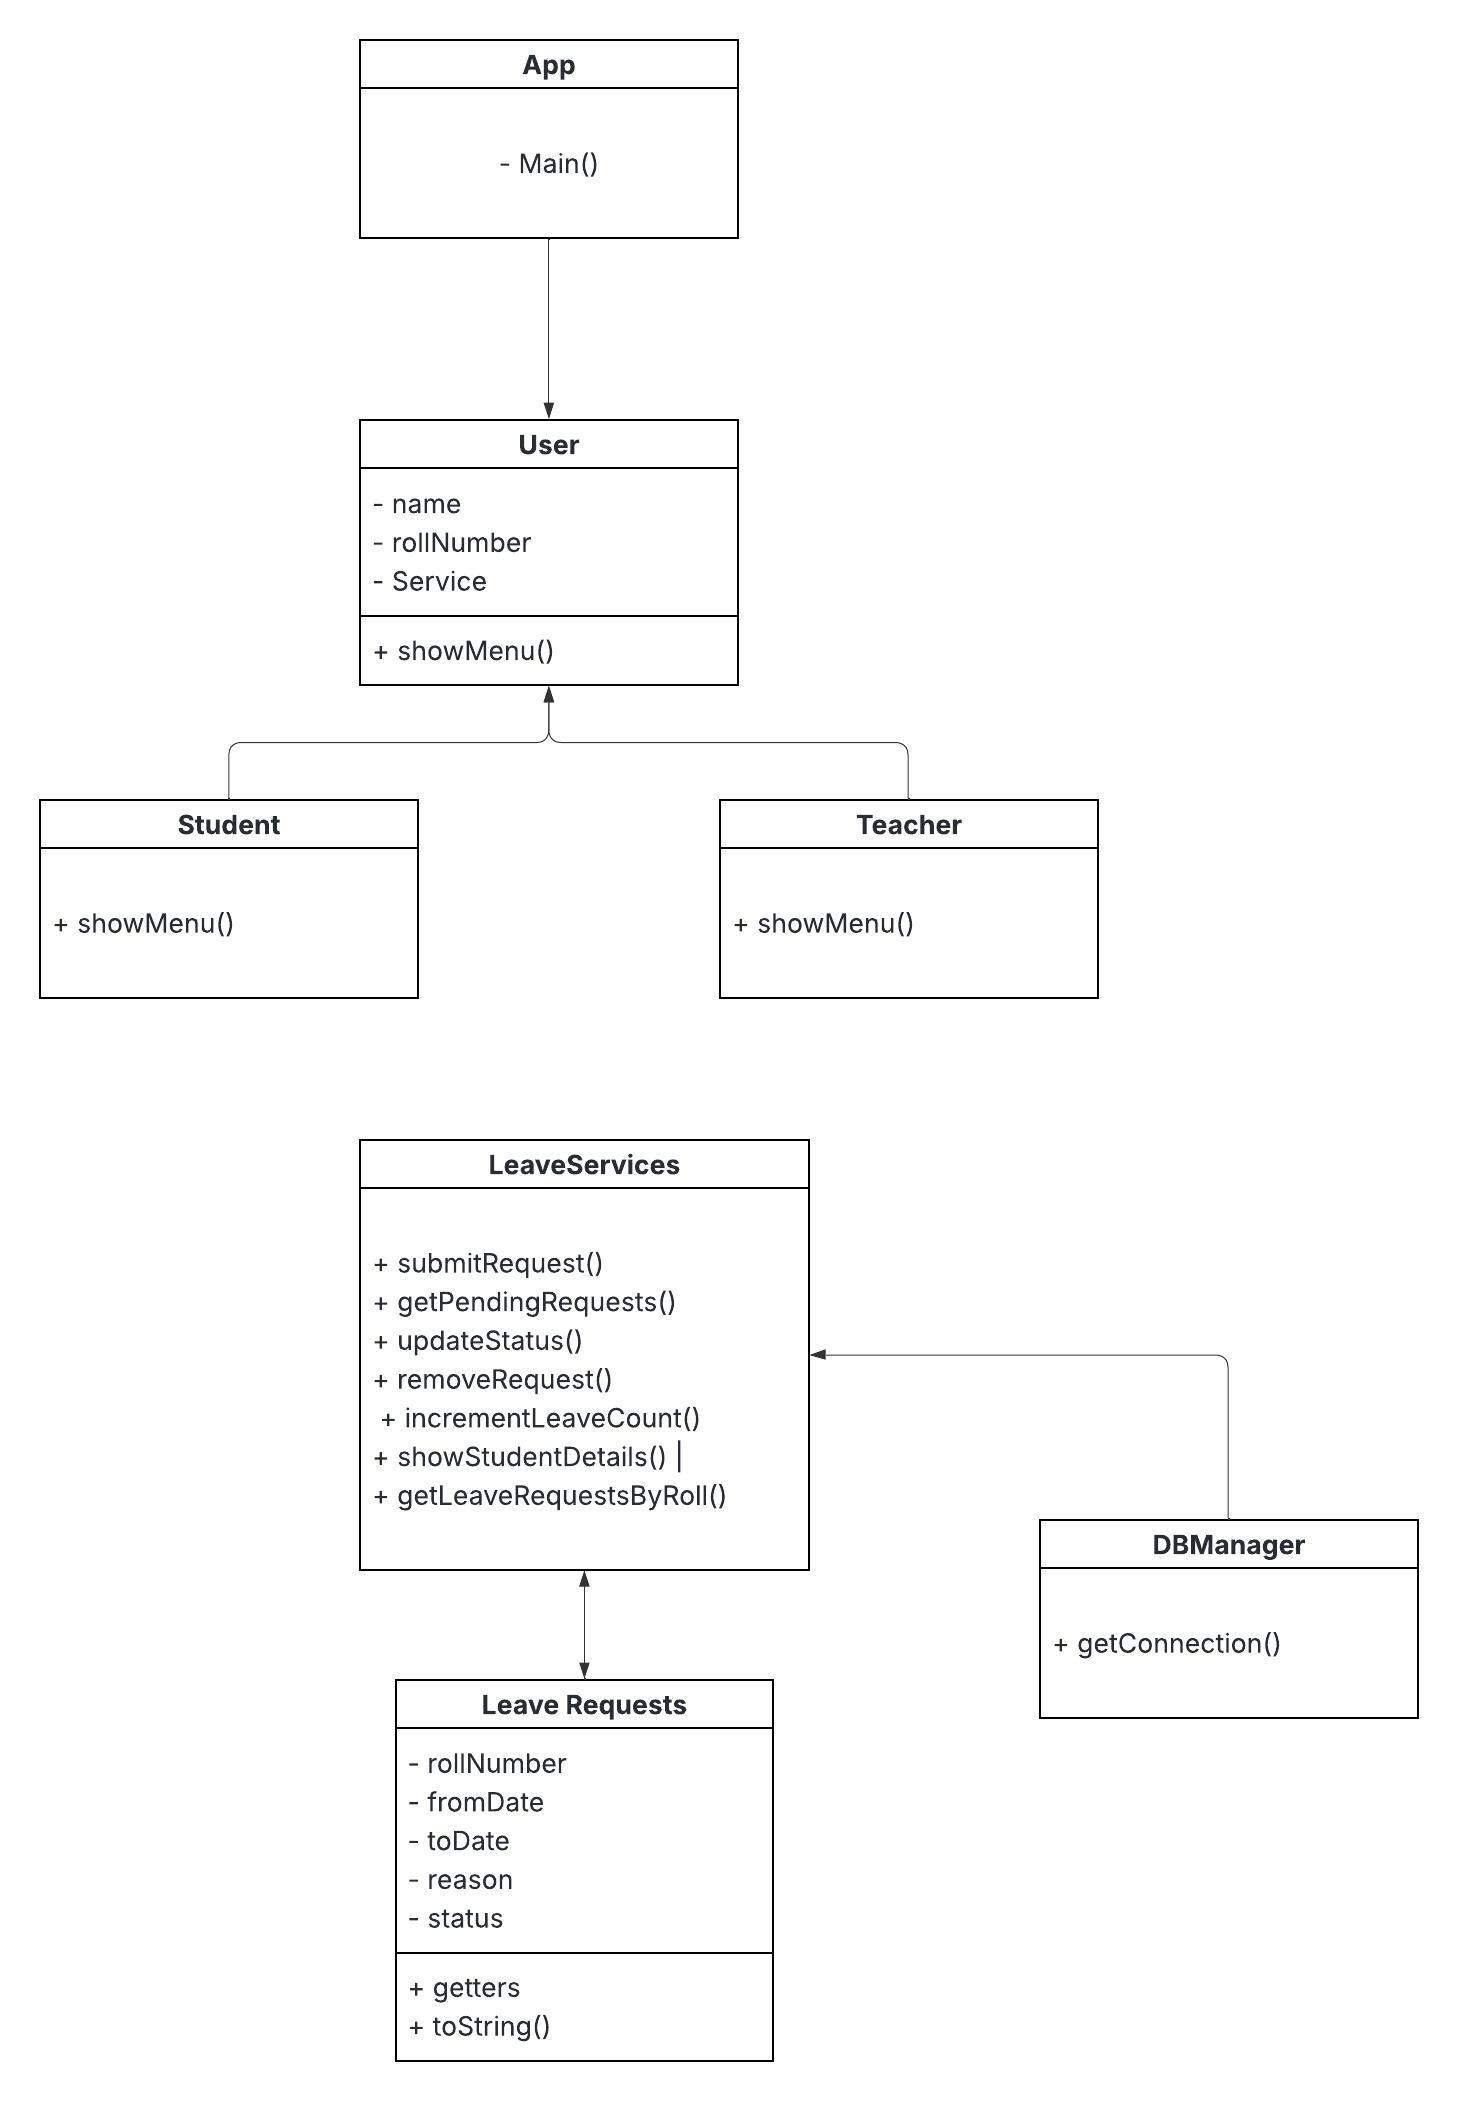 App
- Main()
User
- name
- rollNumber
- Service
+ showMenu()
Student
+ showMenu()
Teacher
+ showMenu()
LeaveServices
+ submitRequest()
+ getPendingRequests()
+ updateStatus()
+ removeRequest()
+ incrementLeaveCount()
+ showStudentDetails() |
+ getLeaveRequestsByRoll()
DBManager
+ getConnection()
Leave Requests
- rollNumber
- fromDate
- toDate
- reason
- status
+ getters
+ toString()